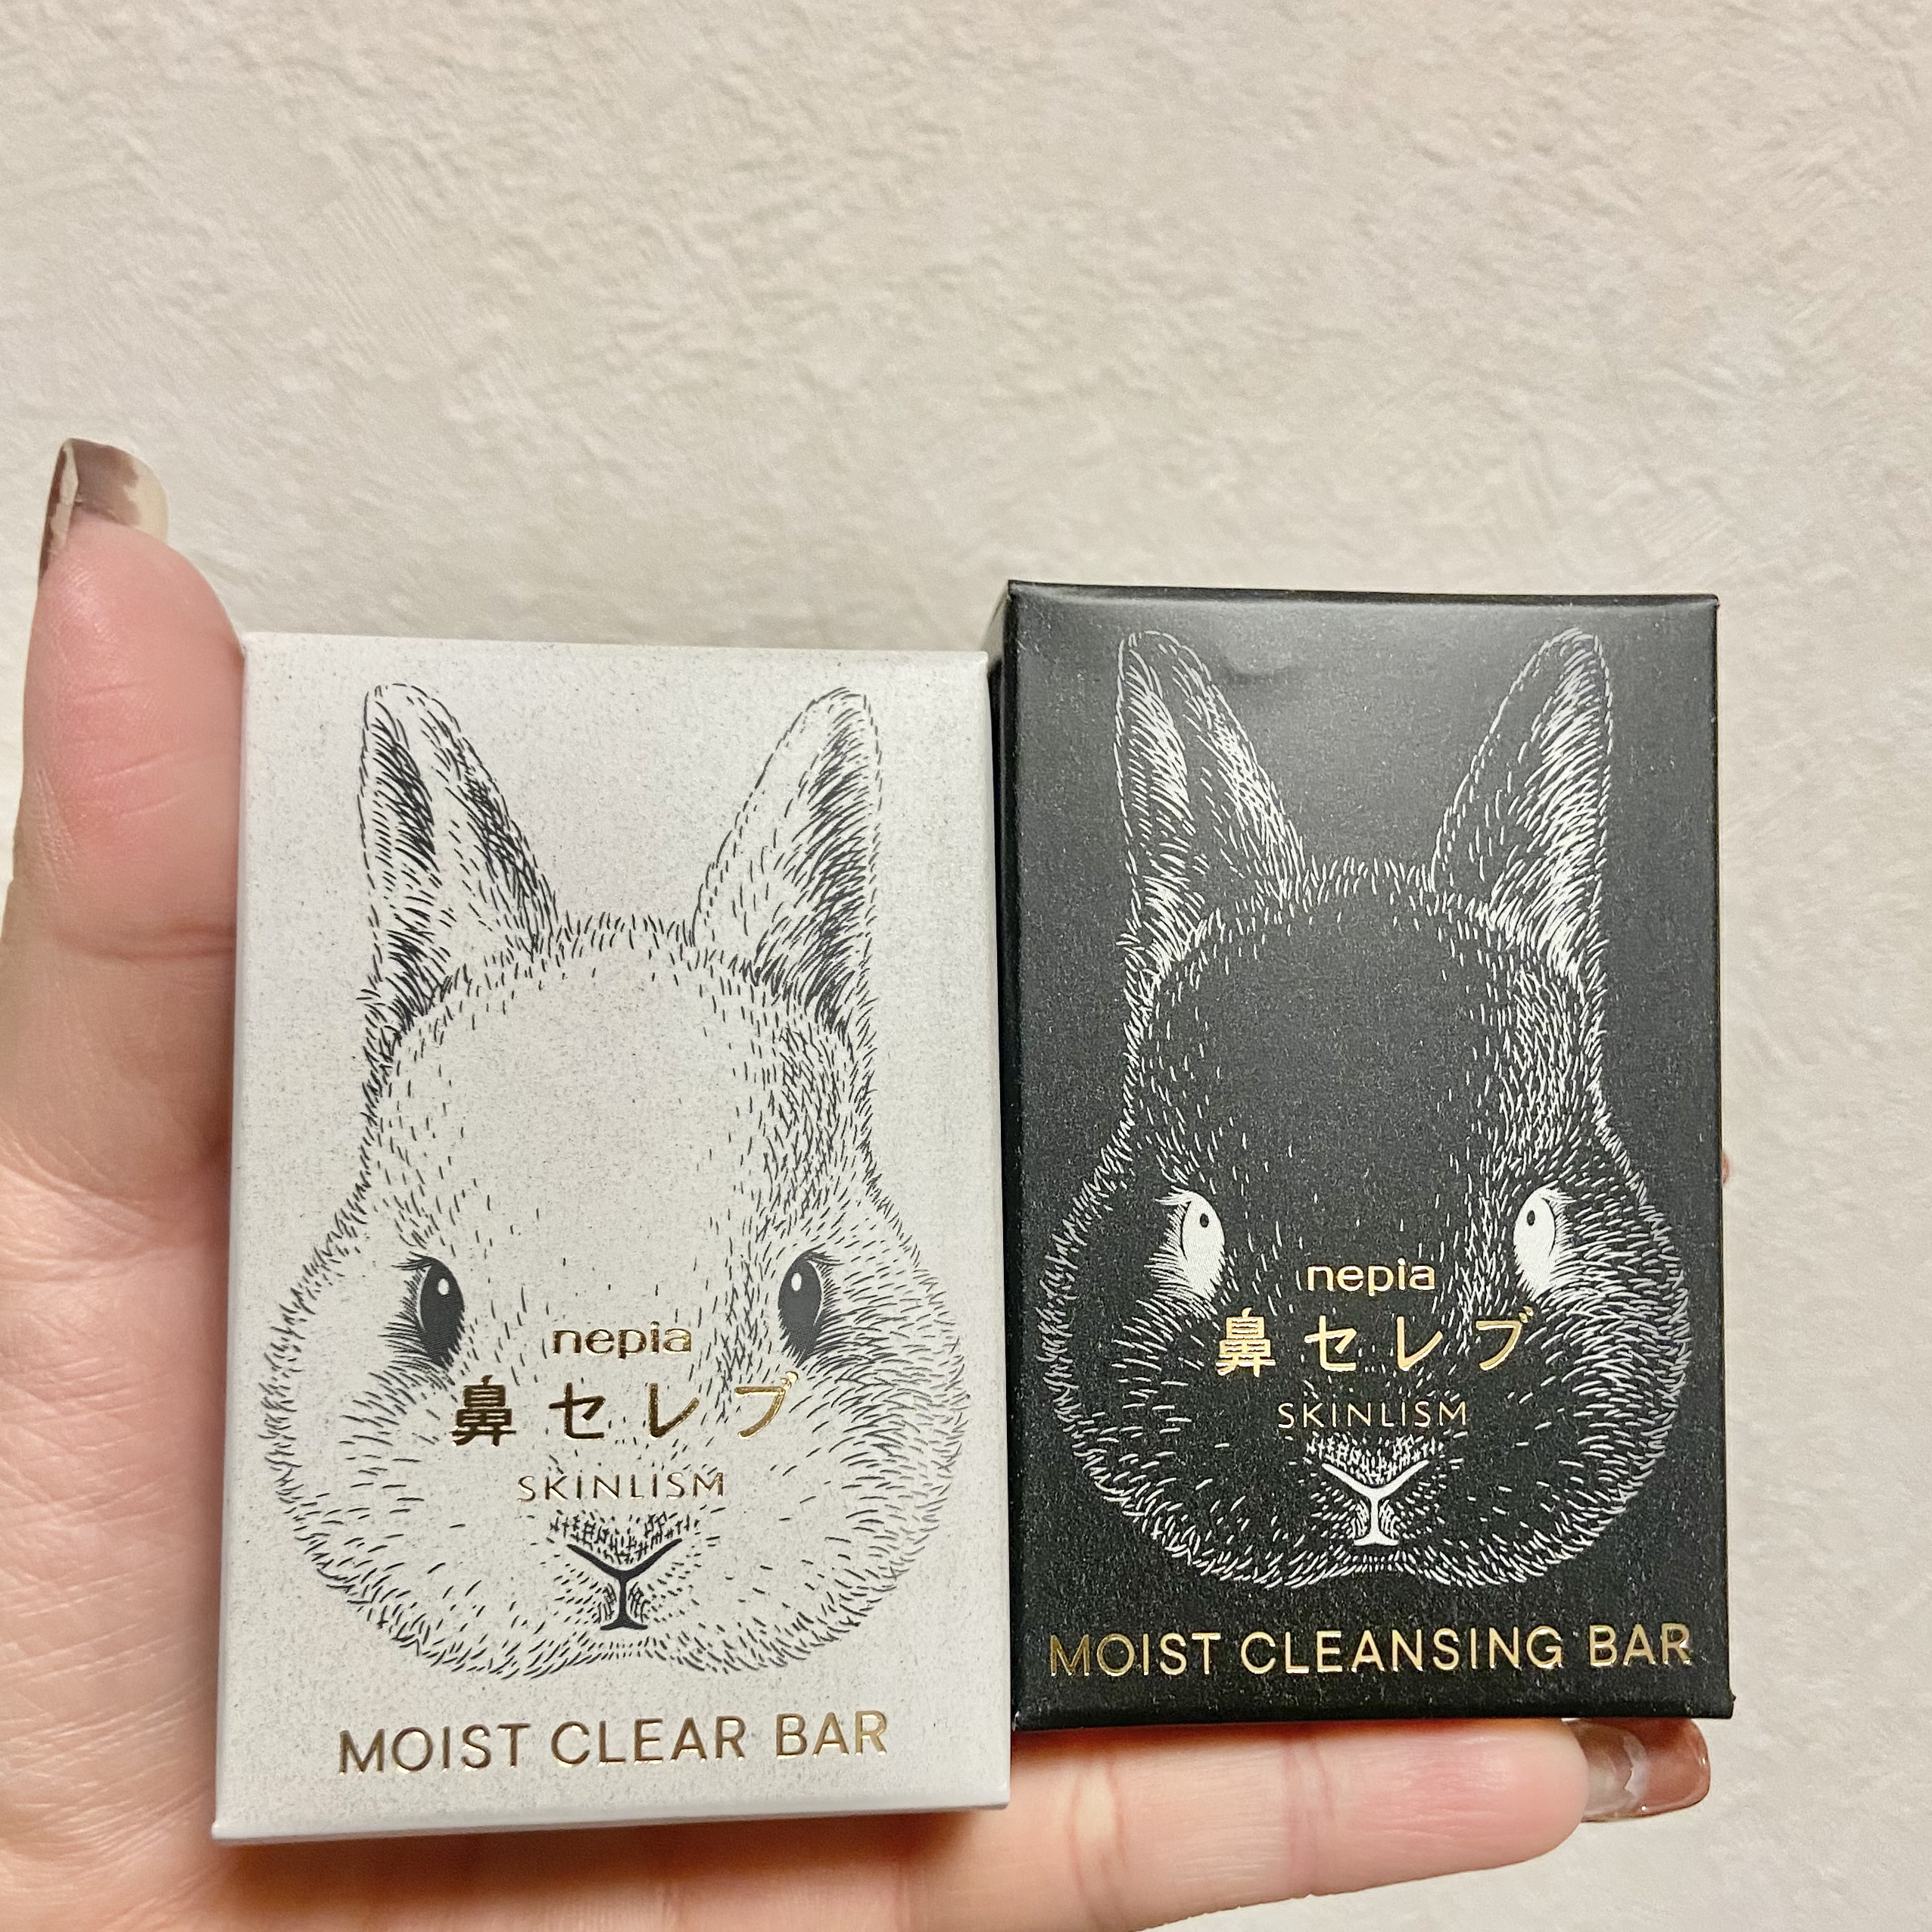 nepia
鼻セレブ
SKINLISM
MOIST CLEAR BAR
nepia
鼻セレブ
SKINLISM
MOIST CLEANSING BAR